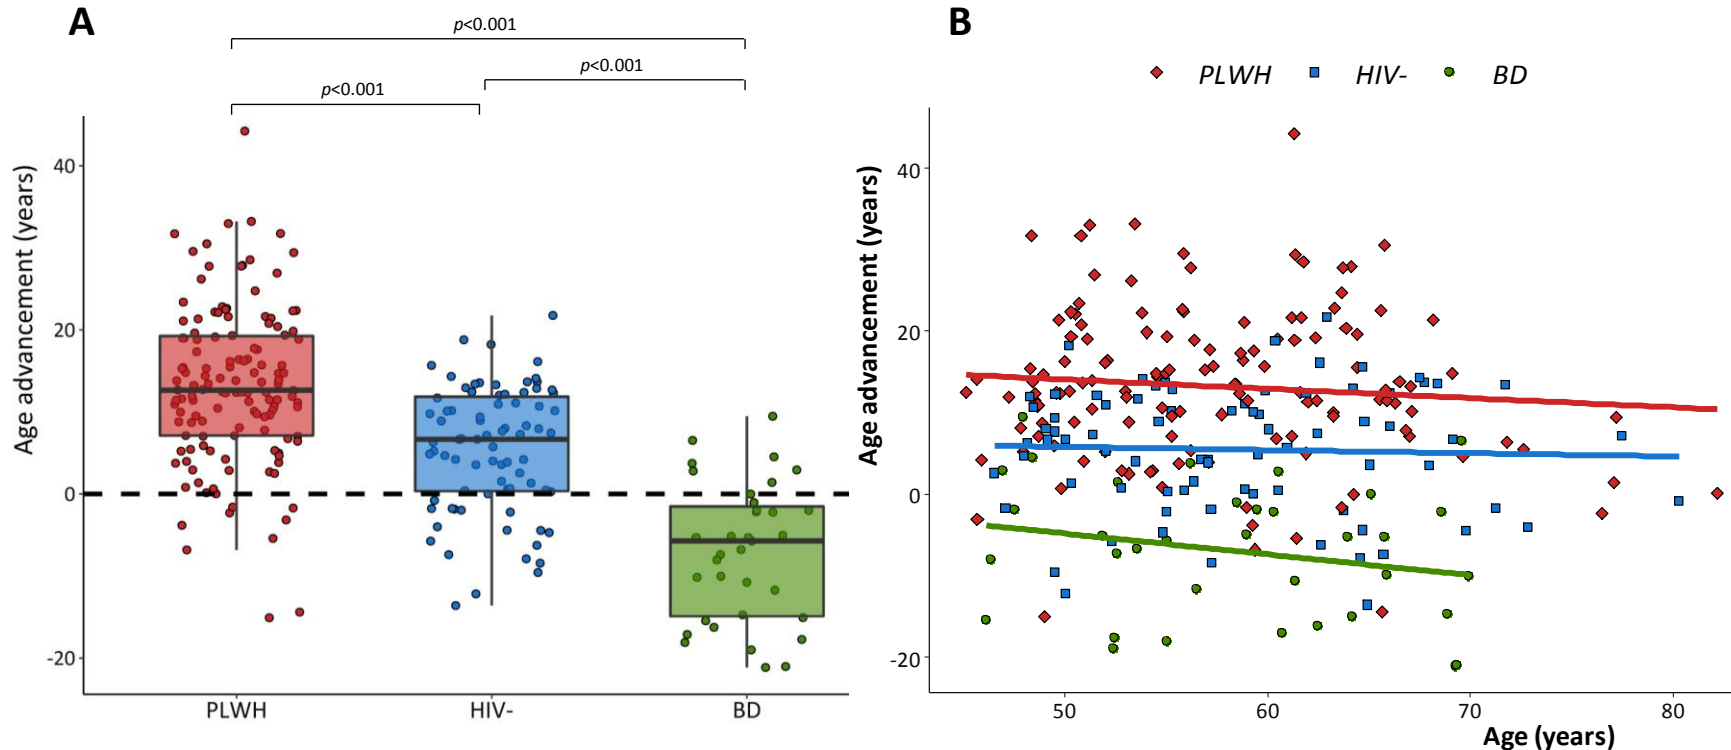 A
p<0.001
p<0.001
p<0.001
Age advancement (years)
40
20
0
-20
PLWH HIV- BD
B
PLWH HIV- BD
Age advancement (years)
40
20
0
-20
50 60 70 80
Age (years)